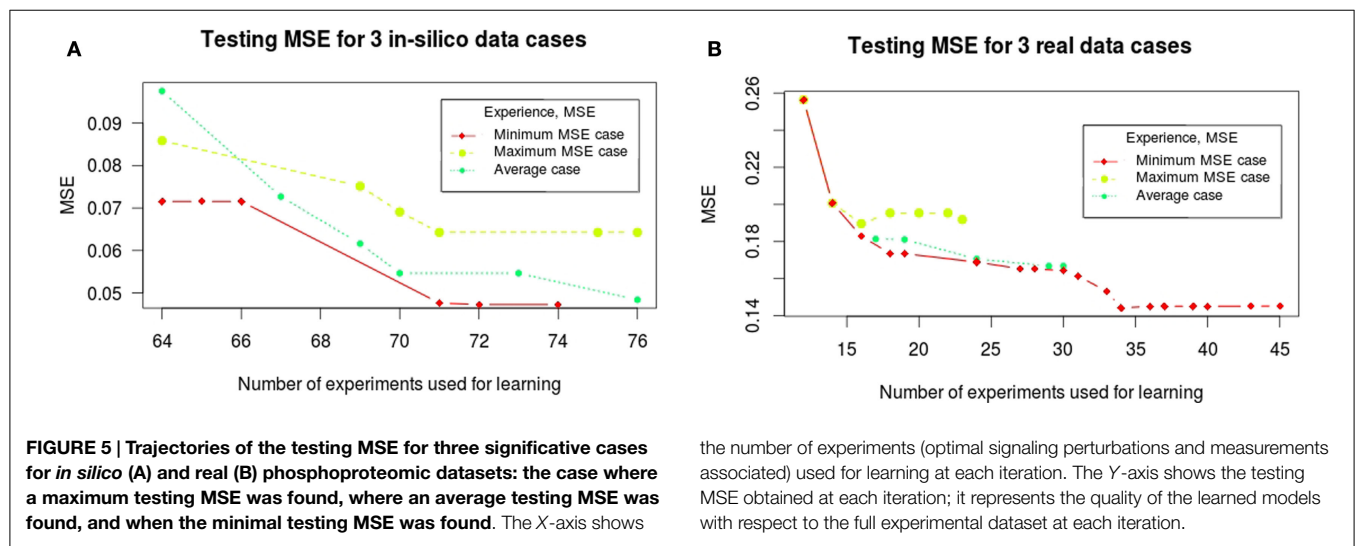 A
Testing MSE for 3 in-silico data cases
MSE
0.09
0.08
0.07
0.06
0.05
Experience, MSE
Minimum MSE case
Maximum MSE case
Average case
64 66 68 70 72 74 76
Number of experiments used for learning
B
Testing MSE for 3 real data cases
MSE
0.26
0.22
0.18
0.14
Experience, MSE
Minimum MSE case
Maximum MSE case
Average case
15 20 25 30 35 40 45
Number of experiments used for learning
FIGURE 5 | Trajectories of the testing MSE for three significative cases
for in silico (A) and real (B) phosphoproteomic datasets: the case where
a maximum testing MSE was found, where an average testing MSE was
found, and when the minimal testing MSE was found. The X-axis shows
the number of experiments (optimal signaling perturbations and measurements
associated) used for learning at each iteration. The Y-axis shows the testing
MSE obtained at each iteration; it represents the quality of the learned models
with respect to the full experimental dataset at each iteration.